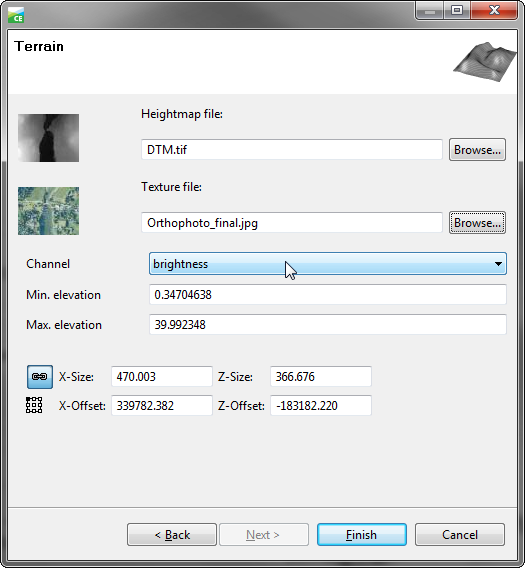 CE
Terrain
Heightmap file:
DTM.tif
Browse...
Texture file:
Orthophoto_final.jpg
Browse...
Channel
brightness
Min. elevation
0.34704638
Max. elevation
39.992348
X-Size: 470.003 Z-Size: 366.676
X-Offset: 339782.382 Z-Offset: -183182.220
< Back Next > Finish Cancel